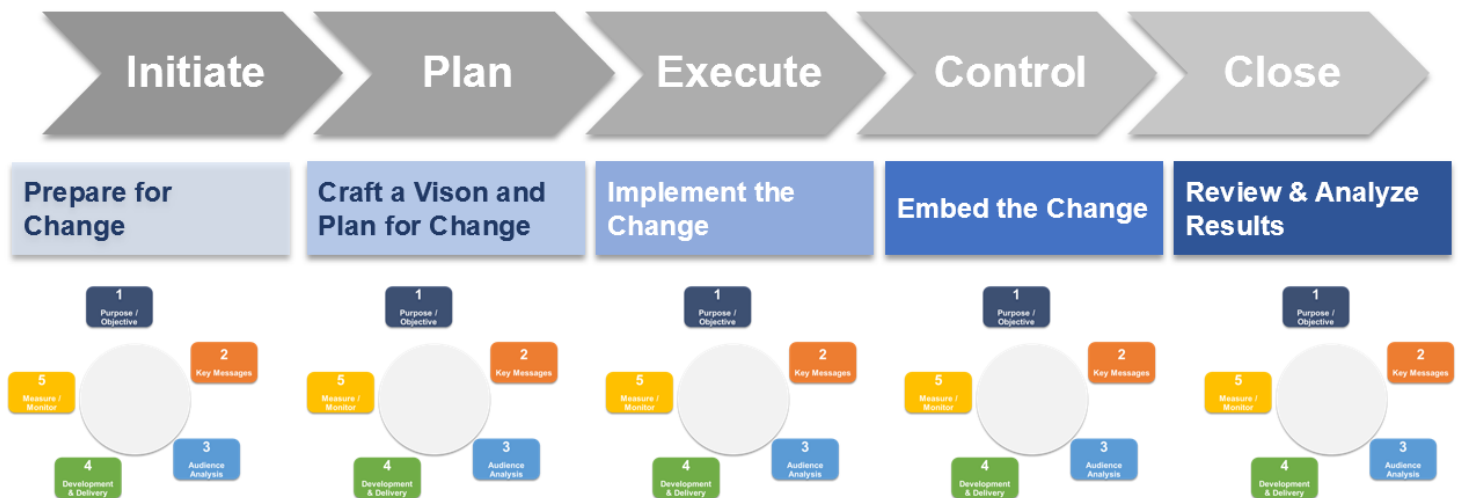 Initiate
Plan
Execute
Control
Close
Prepare for
Change
Craft a Vison and
Plan for Change
Implement the
Change
Embed the Change
Review & Analyze
Results
1
Purpose /
Objective
2
Key Messages
3
Audience
Analysis
4
Development
& Delivery
5
Measure /
Monitor
1
Purpose /
Objective
2
Key Messages
3
Audience
Analysis
4
Development
& Delivery
5
Measure /
Monitor
1
Purpose /
Objective
2
Key Messages
3
Audience
Analysis
4
Development
& Delivery
5
Measure /
Monitor
1
Purpose /
Objective
2
Key Messages
3
Audience
Analysis
4
Development
& Delivery
5
Measure /
Monitor
1
Purpose /
Objective
2
Key Messages
3
Audience
Analysis
4
Development
& Delivery
5
Measure /
Monitor